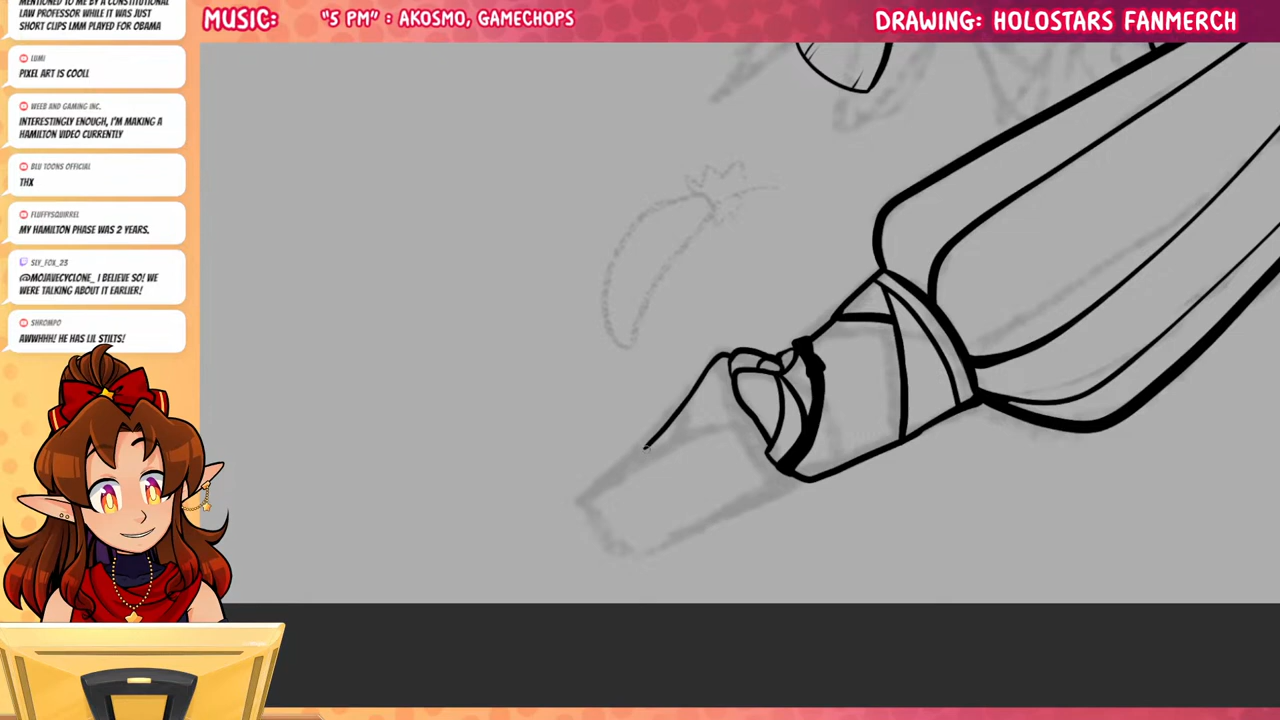 MUSIC: "5 PM" : AKOSMO, GAMECHOPS
DRAWING: HOLOSTARS FANMERCH
MENTIONED TO ME BY A CONSTITUTIONAL
LAW PROFESSOR WHILE IT WAS JUST
SHORT CLIPS LMM PLAYED FOR OBAMA
LUMI
PIXEL ART IS COOLL
WEEB AND GAMING INC.
INTERESTINGLY ENOUGH, I'M MAKING A
HAMILTON VIDEO CURRENTLY
BLU TOONS OFFICIAL
THX
FLUFFYSQUIRREL
MY HAMILTON PHASE WAS 2 YEARS.
SLY_FOX_23
@MOJAVECYCLONE_ I BELIEVE SO! WE
WERE TALKING ABOUT IT EARLIER!
SHROMPO
AWWHHH! HE HAS LIL STILTS!